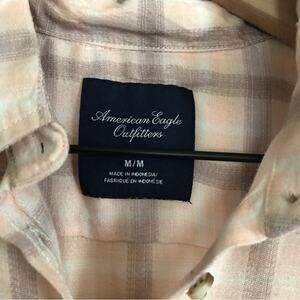 American Eagle
Outfitters
M/M
MADE IN INDONESIA/
FABRIQUÉ EN INDONÉSIE